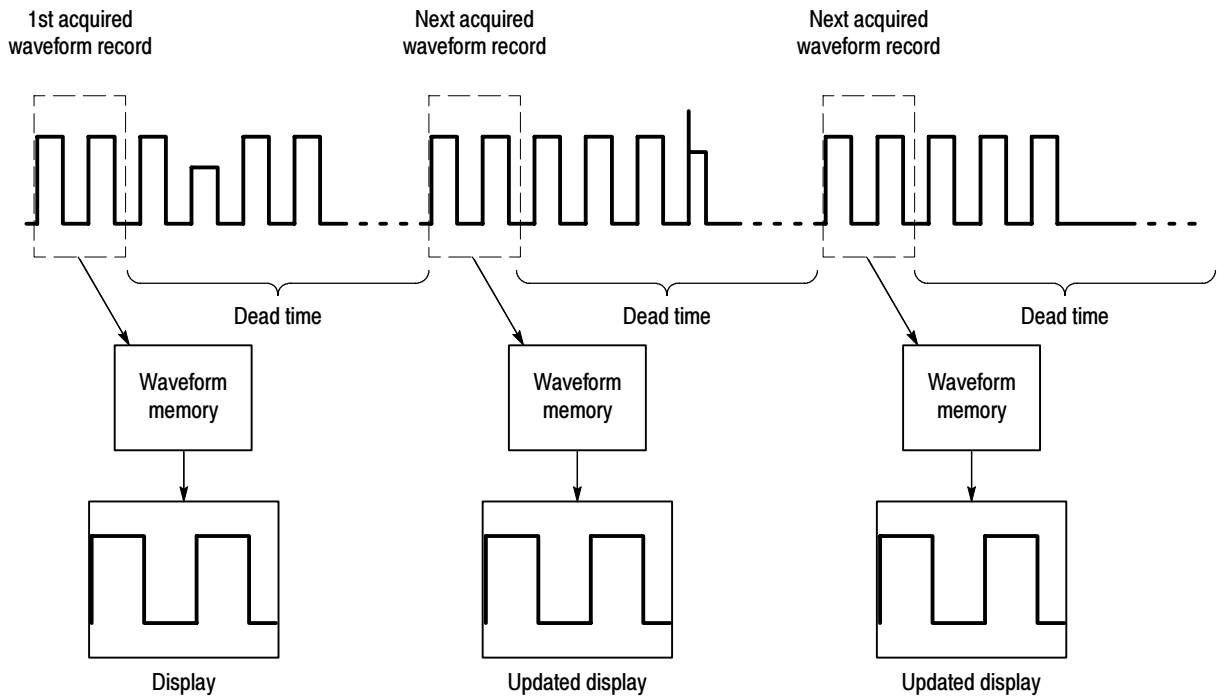 1st acquired
waveform record
Next acquired
waveform record
Next acquired
waveform record
Dead time
Dead time
Dead time
Waveform
memory
Waveform
memory
Waveform
memory
Display
Updated display
Updated display